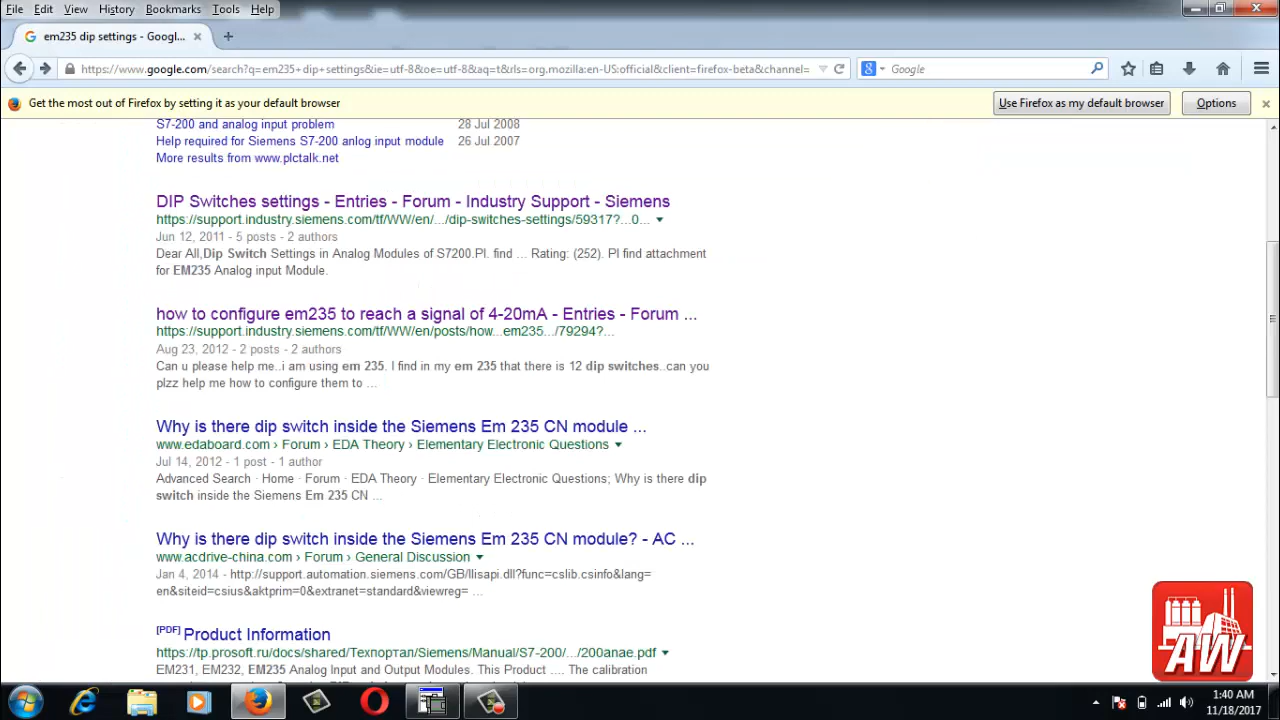 File Edit View History Bookmarks Tools Help
em235 dip settings - Googl...
https://www.google.com/search?q=em235+dip+settings&ie=utf-8&oe=utf-8&aq=t&rls=org.mozilla:en-US:official&client=firefox-beta&channel=
Google
Get the most out of Firefox by setting it as your default browser
Use Firefox as my default browser
Options
S7-200 and analog input problem 28 Jul 2008
Help required for Siemens S7-200 anlog input module 26 Jul 2007
More results from www.plctalk.net
DIP Switches settings - Entries - Forum - Industry Support - Siemens
https://support.industry.siemens.com/tf/WW/en/.../dip-switches-settings/59317?...0...
Jun 12, 2011 - 5 posts - 2 authors
Dear All,Dip Switch Settings in Analog Modules of S7200.Pl. find ... Rating: (252). Pl find attachment
for EM235 Analog input Module.
how to configure em235 to reach a signal of 4-20mA - Entries - Forum ...
https://support.industry.siemens.com/tf/WW/en/posts/how...em235.../79294?...
Aug 23, 2012 - 2 posts - 2 authors
Can u please help me..i am using em 235. I find in my em 235 that there is 12 dip switches..can you
plzz help me how to configure them to ...
Why is there dip switch inside the Siemens Em 235 CN module ...
www.edaboard.com › Forum › EDA Theory › Elementary Electronic Questions
Jul 14, 2012 - 1 post - 1 author
Advanced Search · Home · Forum · EDA Theory · Elementary Electronic Questions; Why is there dip
switch inside the Siemens Em 235 CN ...
Why is there dip switch inside the Siemens Em 235 CN module? - AC ...
www.acdrive-china.com › Forum › General Discussion
Jan 4, 2014 - http://support.automation.siemens.com/GB/llisapi.dll?func=cslib.csinfo&lang=
en&siteid=csius&aktprim=0&extranet=standard&viewreg= ...
[PDF] Product Information
https://tp.prosoft.ru/docs/shared/Texпортал/Siemens/Manual/S7-200/.../200anae.pdf
EM231, EM232, EM235 Analog Input and Output Modules. This Product .... The calibration
AW
1:40 AM
11/18/2017